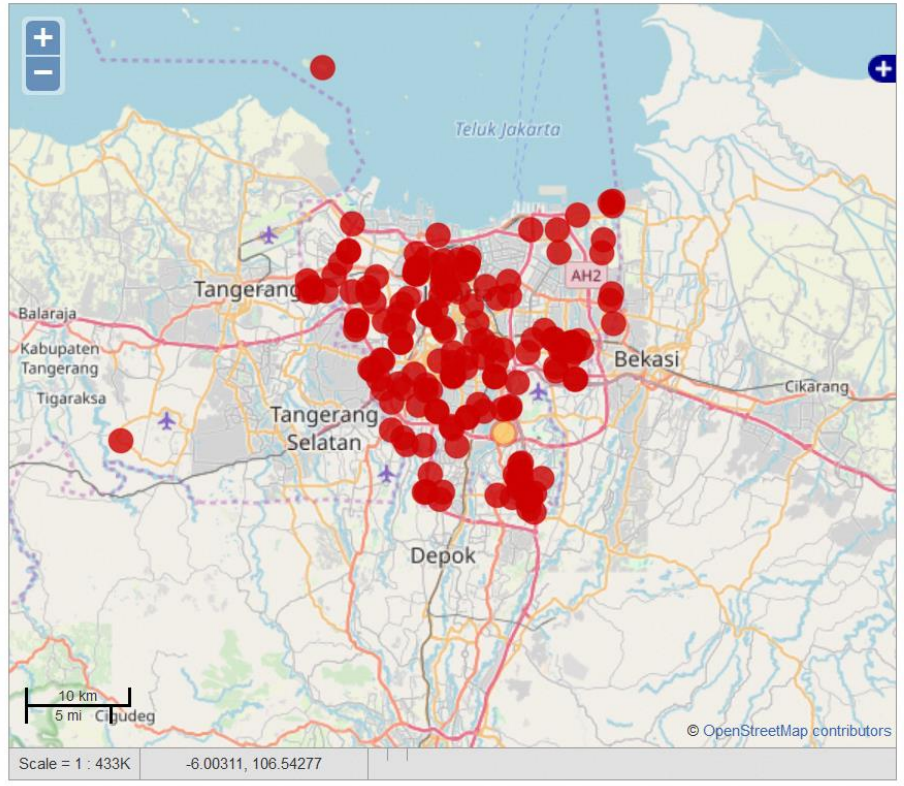 +
−
+
Teluk Jakarta
AH2
Tangerang
Balaraja
Kabupaten
Tangerang
Bekasi
Cikarang
Tigaraksa
Tangerang
Selatan
Depok
10 km
5 mi
Cigudeg
© OpenStreetMap contributors
Scale = 1 : 433K
-6.00311, 106.54277